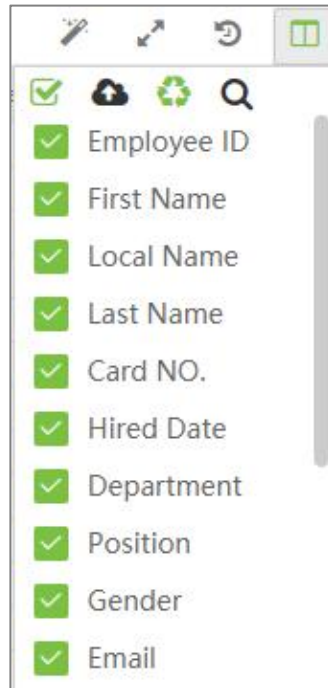 Employee ID
First Name
Local Name
Last Name
Card NO.
Hired Date
Department
Position
Gender
Email